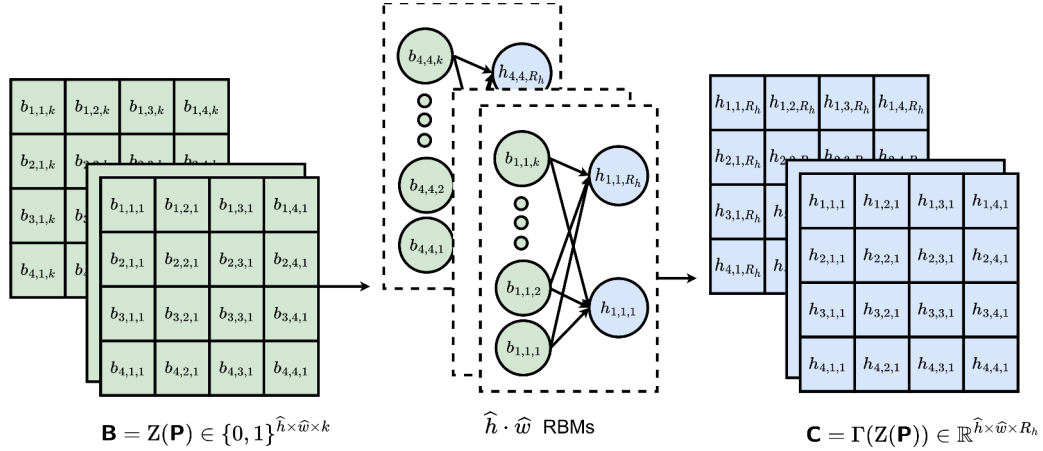 b_{1,1,k} b_{1,2,k} b_{1,3,k} b_{1,4,k}
b_{2,1,k}
b_{3,1,k}
b_{4,1,k}
b_{1,1,1} b_{1,2,1} b_{1,3,1} b_{1,4,1}
b_{2,1,1} b_{2,2,1} b_{2,3,1} b_{2,4,1}
b_{3,1,1} b_{3,2,1} b_{3,3,1} b_{3,4,1}
b_{4,1,1} b_{4,2,1} b_{4,3,1} b_{4,4,1}
B = Z(P) ∈ {0, 1}^{\widehat{h}×\widehat{w}×k}
b_{4,4,k} h_{4,4,R_h}
b_{4,4,2}
b_{4,4,1}
b_{1,1,k} h_{1,1,R_h}
b_{1,1,2} h_{1,1,1}
b_{1,1,1}
\widehat{h} · \widehat{w} RBMs
h_{1,1,R_h} h_{1,2,R_h} h_{1,3,R_h} h_{1,4,R_h}
h_{2,1,R_h}
h_{3,1,R_h}
h_{4,1,R_h}
h_{1,1,1} h_{1,2,1} h_{1,3,1} h_{1,4,1}
h_{2,1,1} h_{2,2,1} h_{2,3,1} h_{2,4,1}
h_{3,1,1} h_{3,2,1} h_{3,3,1} h_{3,4,1}
h_{4,1,1} h_{4,2,1} h_{4,3,1} h_{4,4,1}
C = Γ(Z(P)) ∈ ℝ^{\widehat{h}×\widehat{w}×R_h}